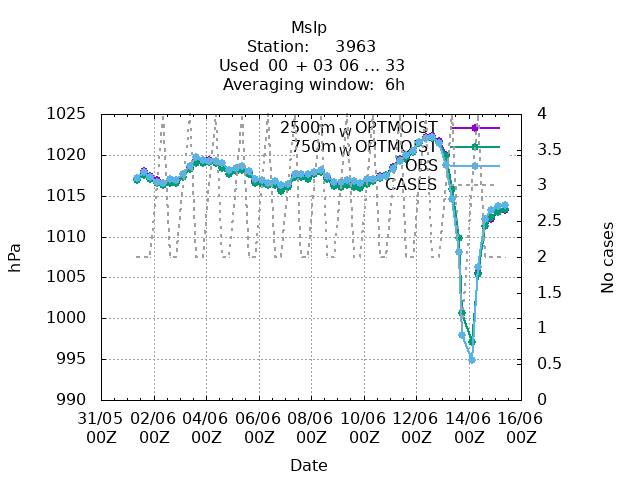 Mslp
Station: 3963
Used 00 + 03 06 ... 33
Averaging window: 6h
1025
1020
1015
1010
1005
1000
995
990
4
3.5
3
2.5
2
1.5
1
0.5
0
hPa
No cases
2500m W OPTMOIST
750m W OPTMOIST
OBS
CASES
31/05 02/06 04/06 06/06 08/06 10/06 12/06 14/06 16/06
00Z 00Z 00Z 00Z 00Z 00Z 00Z 00Z 00Z
Date